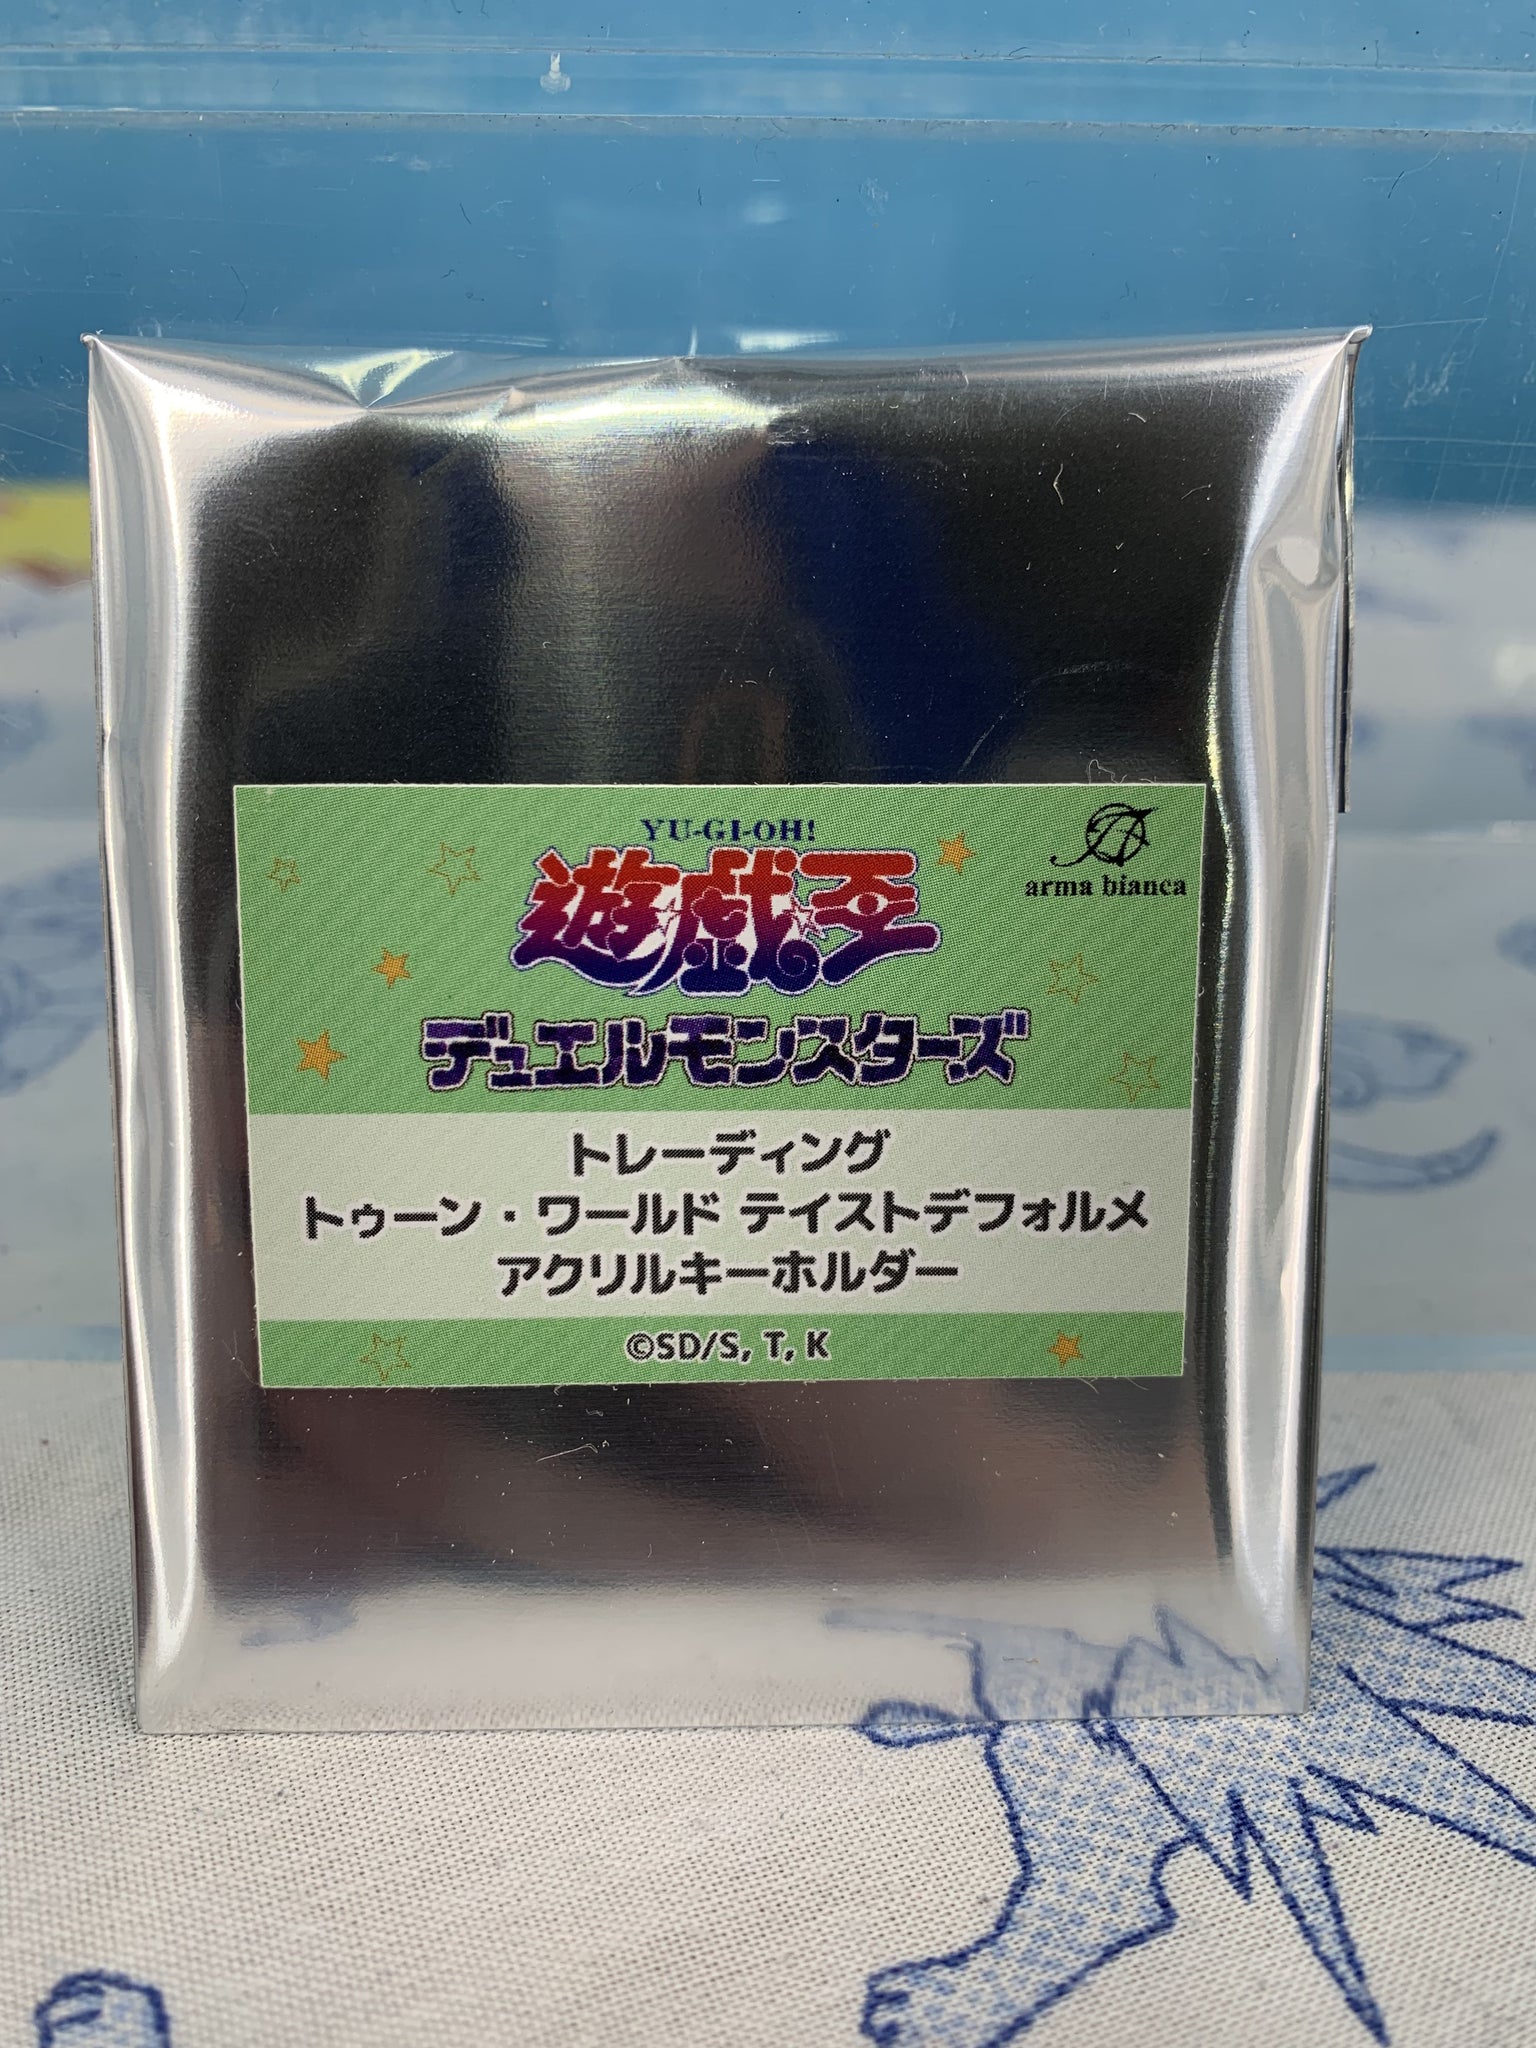 YU-GI-OH!
遊☆戯☆王
デュエルモンスターズ
arma bianca
トレーディング
トゥーン・ワールド テイストデフォルメ
アクリルキーホルダー
©SD/S, T, K